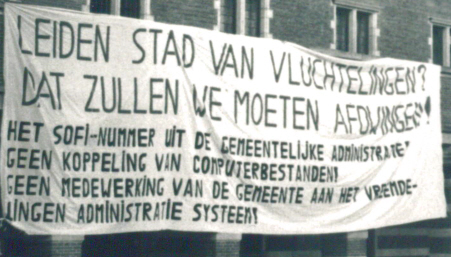 LEIDEN STAD VAN VLUCHTELINGEN?
DAT ZULLEN WE MOETEN AFDWINGEN!
HET SOFI-NUMMER UIT DE GEMEENTELIJKE ADMINISTRATIE!
GEEN KOPPELING VAN COMPUTERBESTANDEN!
GEEN MEDEWERKING VAN DE GEMEENTE AAN HET VREEMDE-
LINGEN ADMINISTRATIE SYSTEEM!